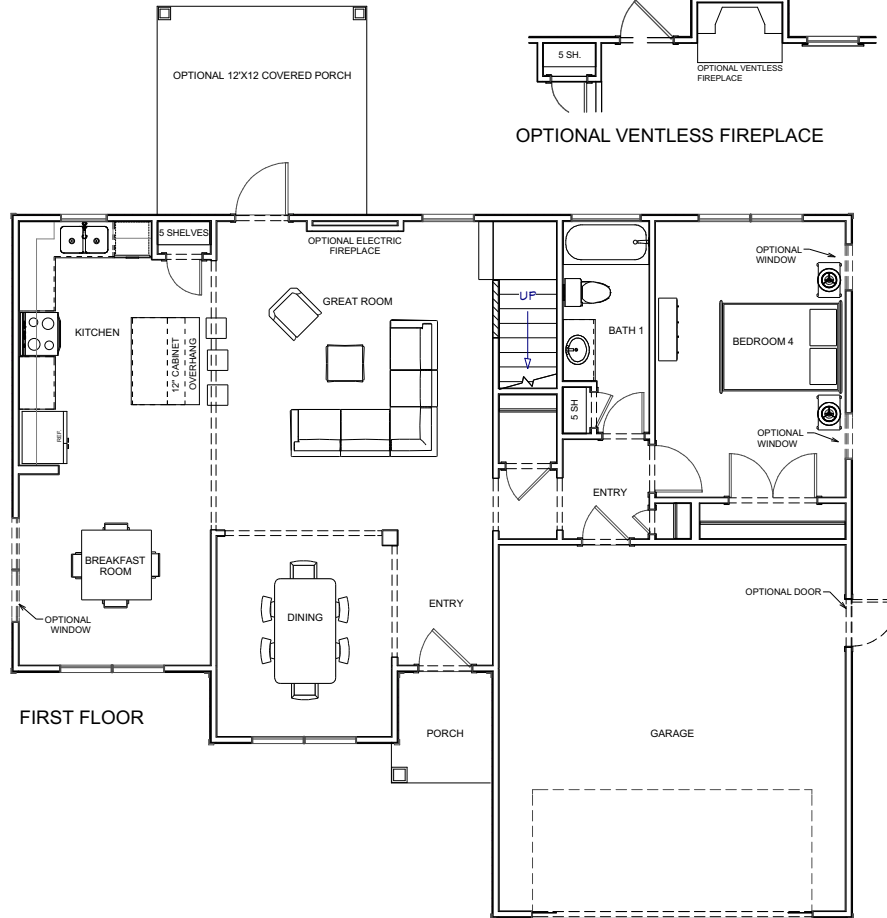 OPTIONAL 12'X12 COVERED PORCH
5 SH.
OPTIONAL VENTLESS
FIREPLACE
OPTIONAL VENTLESS FIREPLACE
5 SHELVES
OPTIONAL ELECTRIC
FIREPLACE
OPTIONAL
WINDOW
GREAT ROOM
UP
KITCHEN
BATH 1
BEDROOM 4
12" CABINET
OVERHANG
5 SH
REF.
OPTIONAL
WINDOW
ENTRY
BREAKFAST
ROOM
OPTIONAL DOOR
DINING
ENTRY
OPTIONAL
WINDOW
FIRST FLOOR
PORCH
GARAGE